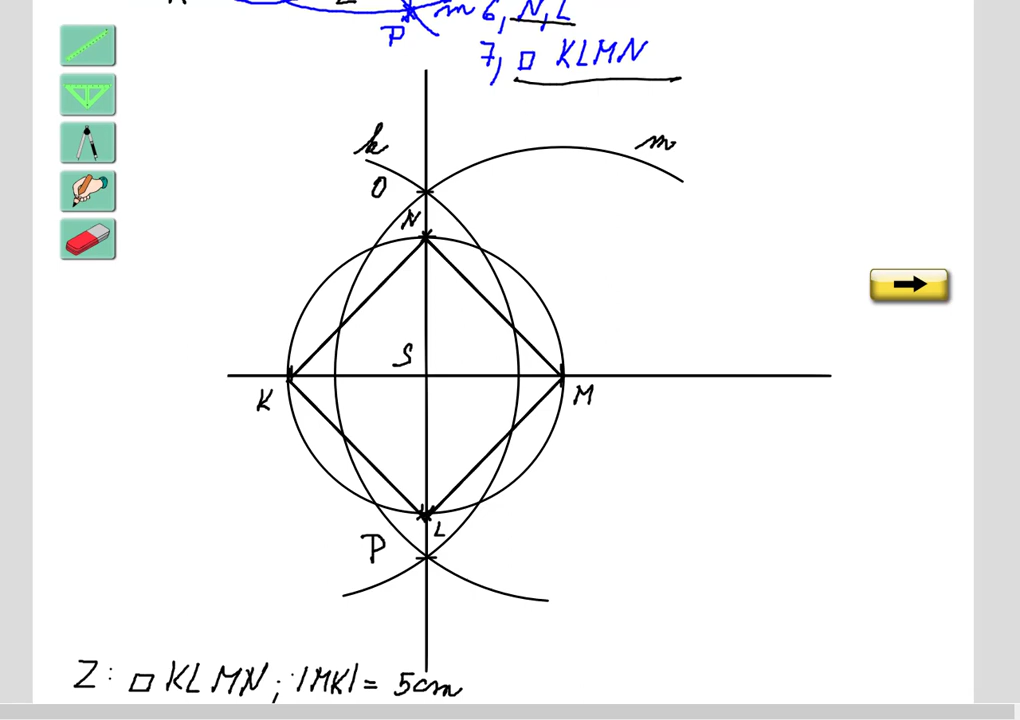 P m 6, N, L
7, □ KLMN
k m
O
N
S
K M
L
P
Z: □ KLMN; |MK| = 5cm